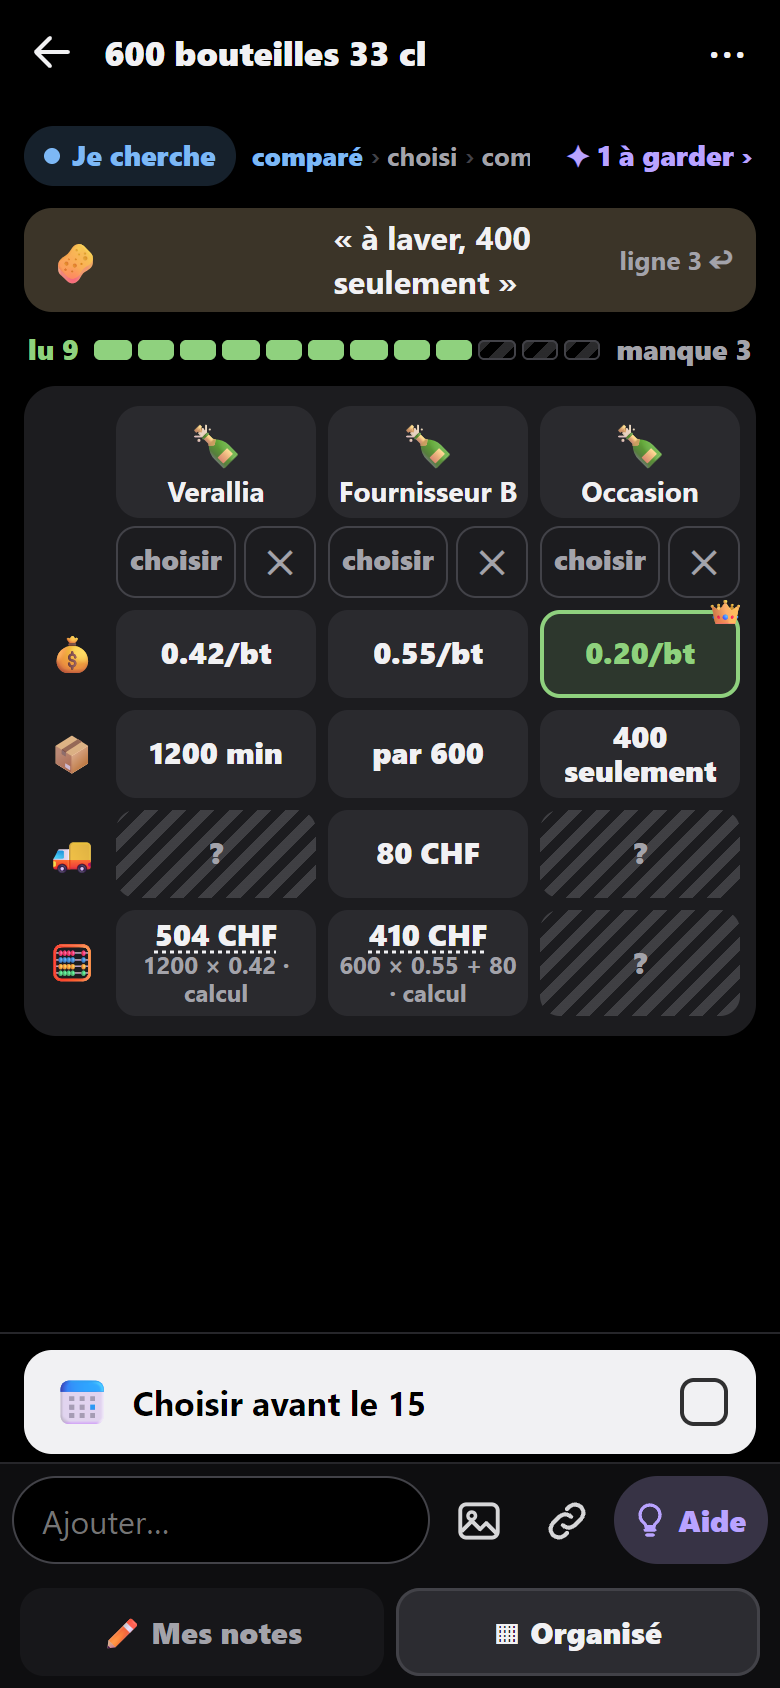 600 bouteilles 33 cl
Je cherche comparé › choisi › com ✦ 1 à garder ›
« à laver, 400
seulement »
ligne 3 ↩
lu 9 manque 3
Verallia Fournisseur B Occasion
choisir × choisir × choisir ×
0.42/bt 0.55/bt 0.20/bt
1200 min par 600 400
seulement
? 80 CHF ?
504 CHF 410 CHF ?
1200 × 0.42 · 600 × 0.55 + 80
calcul · calcul
Choisir avant le 15
Ajouter... Aide
Mes notes Organisé